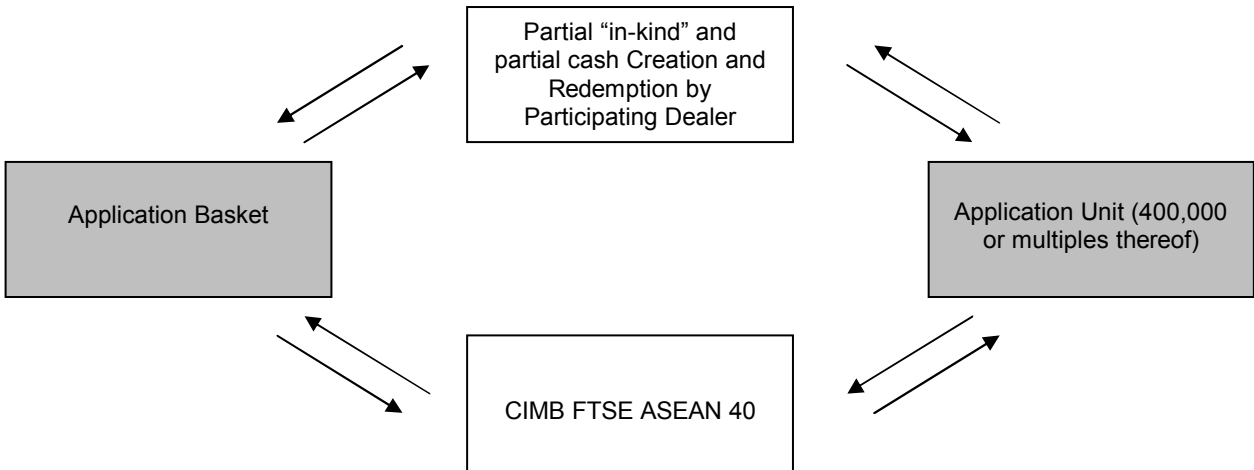 Partial “in-kind” and
partial cash Creation and
Redemption by
Participating Dealer
Application Basket
Application Unit (400,000
or multiples thereof)
CIMB FTSE ASEAN 40